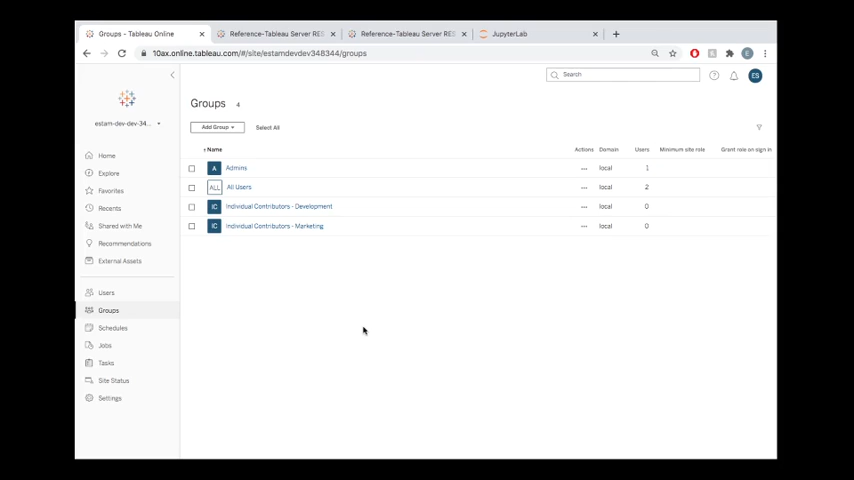 Groups - Tableau Online
Reference-Tableau Server RES
Reference-Tableau Server RES
JupyterLab
10ax.online.tableau.com/#/site/estamdevdev348344/groups
E
Search
ES
estam-dev-dev-34...
Home
Explore
Favorites
Recents
Shared with Me
Recommendations
External Assets
Users
Groups
Schedules
Jobs
Tasks
Site Status
Settings
Groups 4
Add Group
Select All
Name Actions Domain Users Minimum site role Grant role on sign in
A Admins ... local 1
ALL All Users ... local 2
IC Individual Contributors - Development ... local 0
IC Individual Contributors - Marketing ... local 0